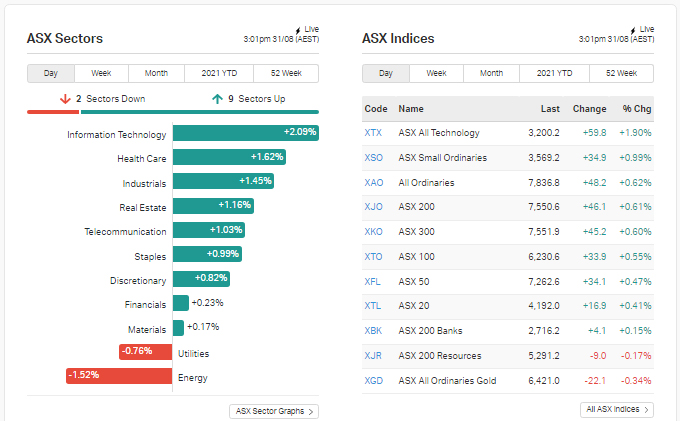 ASX Sectors
Live
3:01pm 31/08 (AEST)
Day Week Month 2021 YTD 52 Week
2 Sectors Down 9 Sectors Up
Information Technology +2.09%
Health Care +1.62%
Industrials +1.45%
Real Estate +1.16%
Telecommunication +1.03%
Staples +0.99%
Discretionary +0.82%
Financials +0.23%
Materials +0.17%
-0.76% Utilities
-1.52% Energy
ASX Sector Graphs
ASX Indices
Live
3:01pm 31/08 (AEST)
Day Week Month 2021 YTD 52 Week
Code Name Last Change % Chg
XTX ASX All Technology 3,200.2 +59.8 +1.90%
XSO ASX Small Ordinaries 3,569.2 +34.9 +0.99%
XAO All Ordinaries 7,836.8 +48.2 +0.62%
XJO ASX 200 7,550.6 +46.1 +0.61%
XKO ASX 300 7,551.9 +45.2 +0.60%
XTO ASX 100 6,230.6 +33.9 +0.55%
XFL ASX 50 7,262.6 +34.1 +0.47%
XTL ASX 20 4,192.0 +16.9 +0.41%
XBK ASX 200 Banks 2,716.2 +4.1 +0.15%
XJR ASX 200 Resources 5,291.2 -9.0 -0.17%
XGD ASX All Ordinaries Gold 6,421.0 -22.1 -0.34%
All ASX Indices